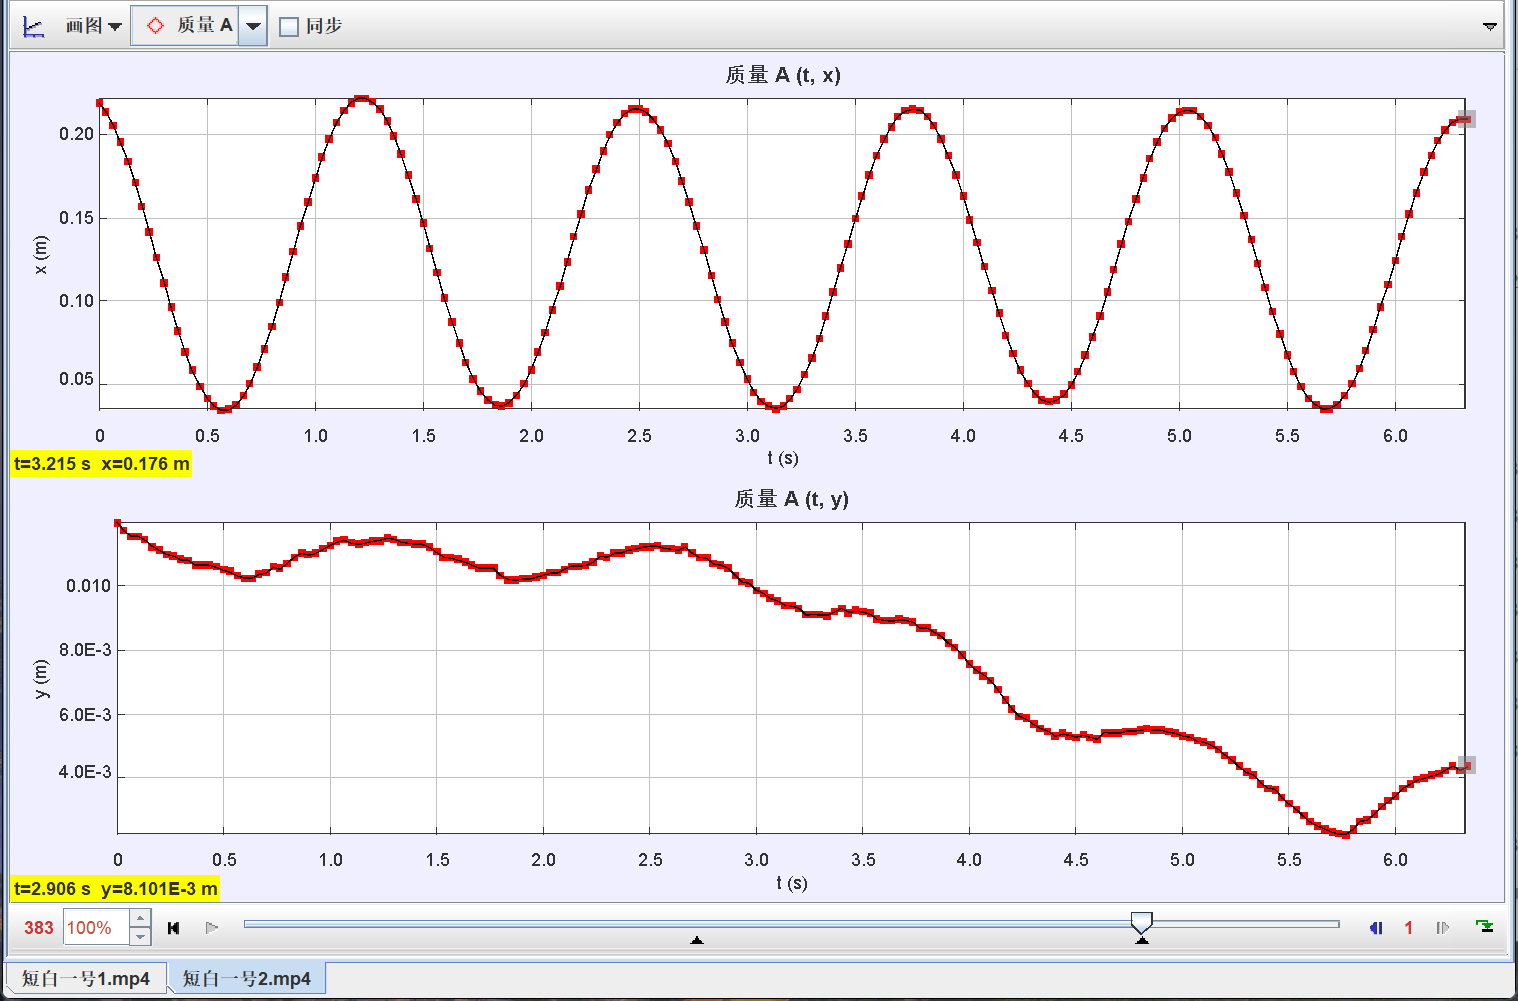 画图 质量 A 同步
质量 A (t, x)
0.20
0.15
0.10
0.05
x (m)
0 0.5 1.0 1.5 2.0 2.5 3.0 3.5 4.0 4.5 5.0 5.5 6.0
t (s)
t=3.215 s x=0.176 m
质量 A (t, y)
0.010
8.0E-3
6.0E-3
4.0E-3
y (m)
0 0.5 1.0 1.5 2.0 2.5 3.0 3.5 4.0 4.5 5.0 5.5 6.0
t (s)
t=2.906 s y=8.101E-3 m
383 100% 1
短白一号1.mp4 短白一号2.mp4